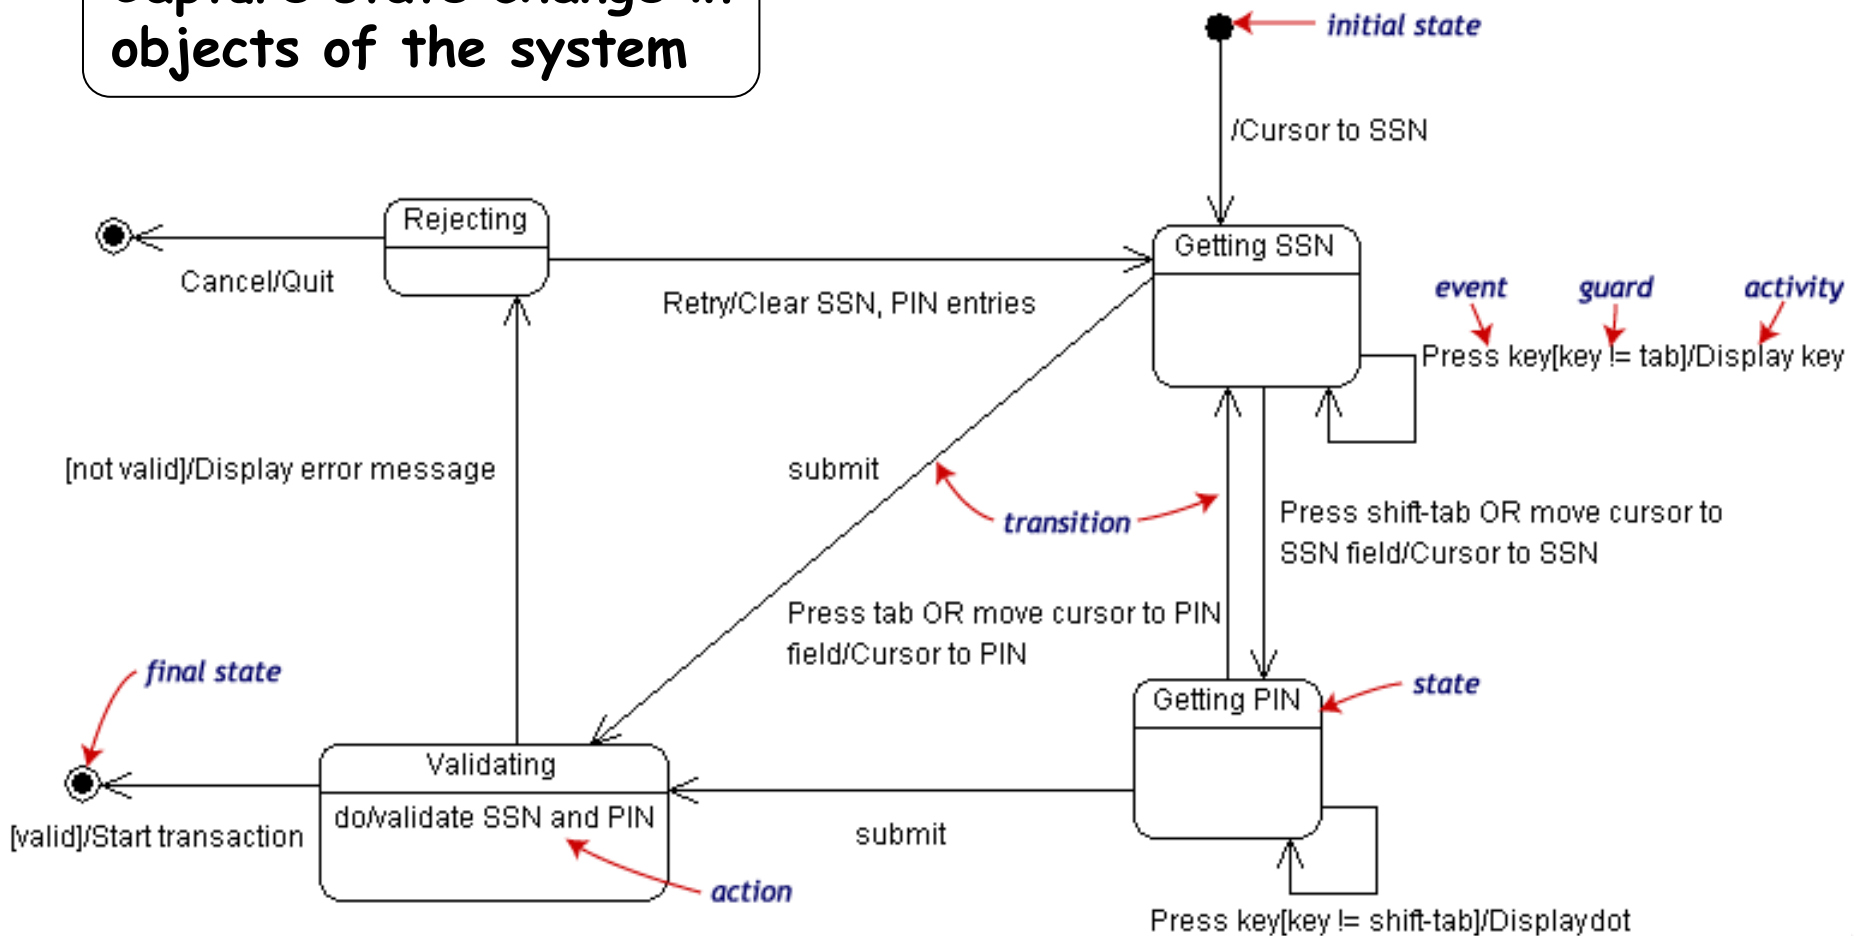 capture state change in
objects of the system
initial state
/Cursor to SSN
Rejecting
Getting SSN
Cancel/Quit
Retry/Clear SSN, PIN entries
event
guard
activity
Press key[key != tab]/Display key
[not valid]/Display error message
submit
transition
Press shift-tab OR move cursor to
SSN field/Cursor to SSN
Press tab OR move cursor to PIN
field/Cursor to PIN
final state
Getting PIN
state
Validating
do/validate SSN and PIN
[valid]/Start transaction
submit
action
Press key[key != shift-tab]/Displaydot